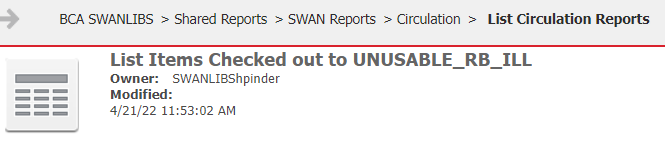 BCA SWANLIBS > Shared Reports > SWAN Reports > Circulation > List Circulation Reports
List Items Checked out to UNUSABLE_RB_ILL
Owner: SWANLIBShpinder
Modified:
4/21/22 11:53:02 AM